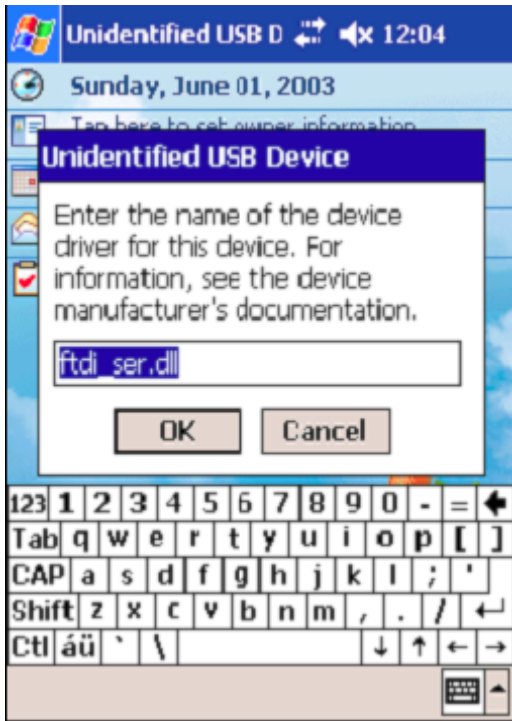 Unidentified USB D 12:04
Sunday, June 01, 2003
Tap here to set owner information
Unidentified USB Device
Enter the name of the device
driver for this device. For
information, see the device
manufacturer's documentation.
ftdi_ser.dll
OK Cancel
123 1 2 3 4 5 6 7 8 9 0 - =
Tab q w e r t y u i o p [ ]
CAP a s d f g h j k l ; '
Shift z x c v b n m , . /
Ctl áü ` \